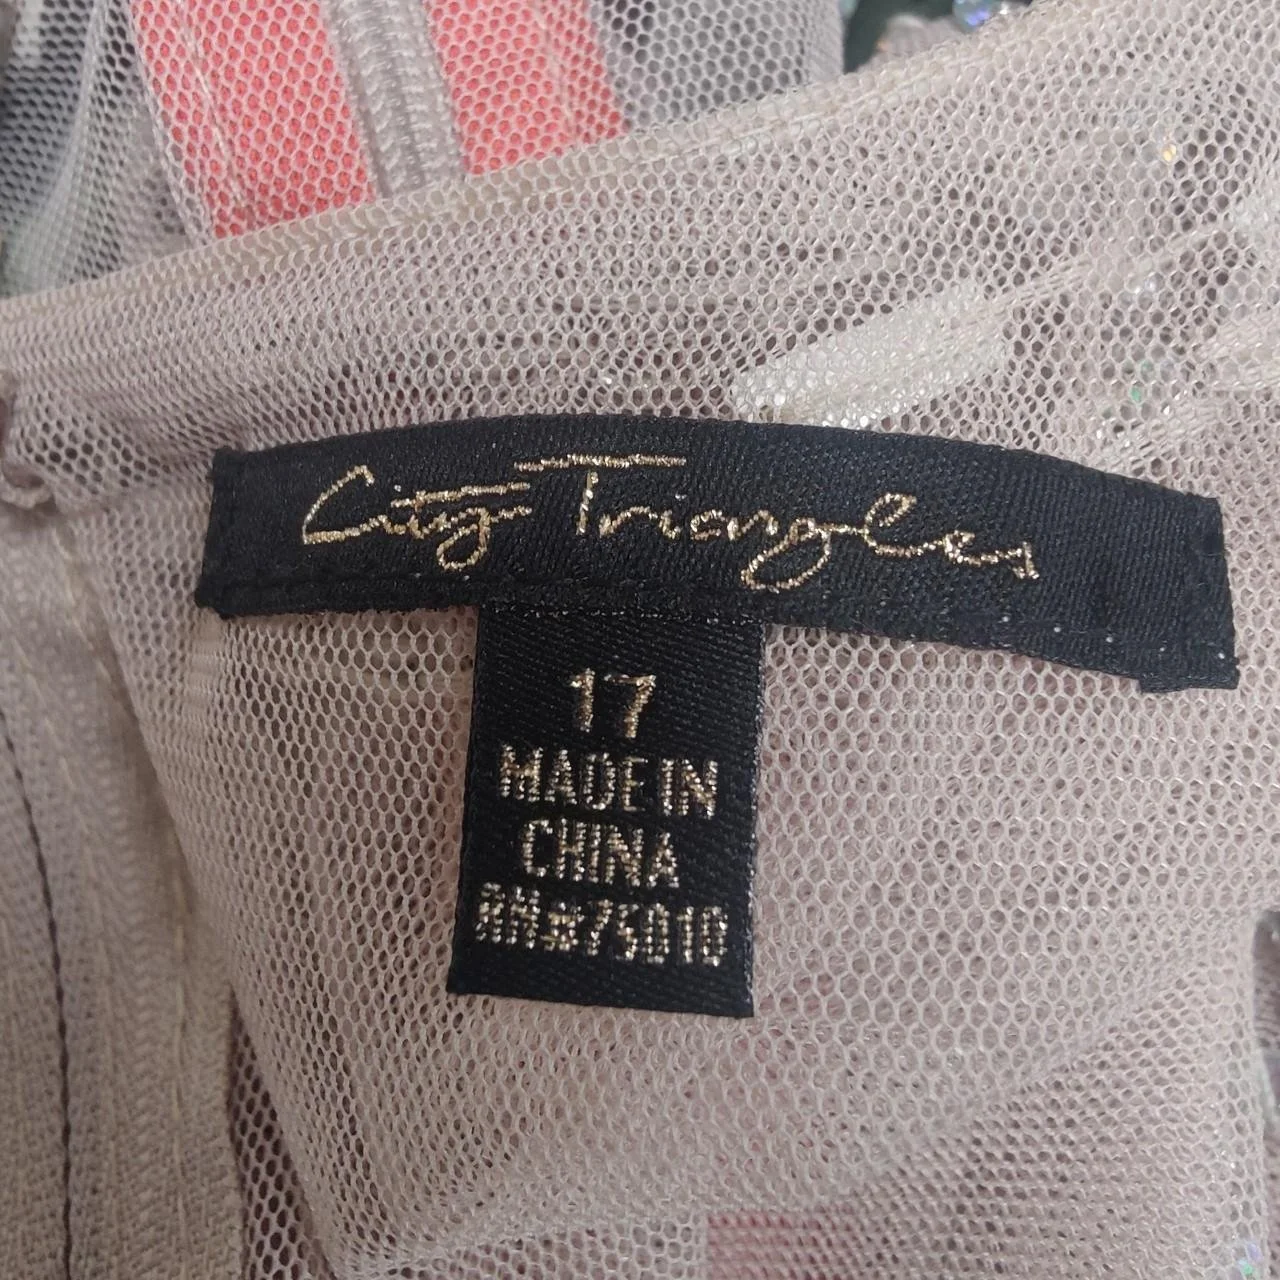 City Triangles
17
MADE IN
CHINA
RN#75010